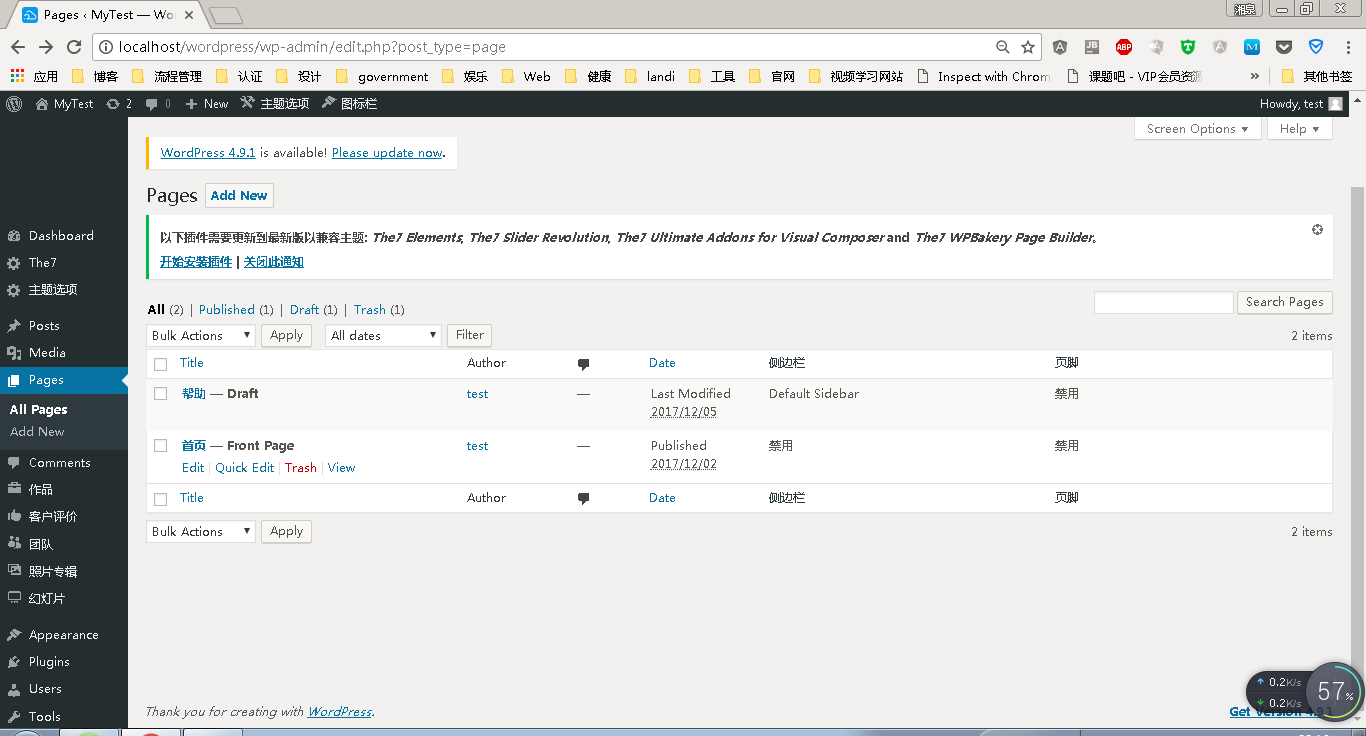 Pages ‹ MyTest — Wo
湘泉
localhost/wordpress/wp-admin/edit.php?post_type=page
应用 博客 流程管理 认证 设计 government 娱乐 Web 健康 landi 工具 官网 视频学习网站 Inspect with Chrom 课题吧 - VIP会员资源 » 其他书签
MyTest 2 0 + New 主题选项 图标栏 Howdy, test
Screen Options ▼ Help ▼
WordPress 4.9.1 is available! Please update now.
Pages Add New
以下插件需要更新到最新版以兼容主题: The7 Elements, The7 Slider Revolution, The7 Ultimate Addons for Visual Composer and The7 WPBakery Page Builder.
开始安装插件 | 关闭此通知
Dashboard
The7
主题选项
Posts
Media
Pages
All Pages
Add New
Comments
作品
客户评价
团队
照片专辑
幻灯片
Appearance
Plugins
Users
Tools
All (2) | Published (1) | Draft (1) | Trash (1)
Search Pages
Bulk Actions Apply All dates Filter
2 items
Title Author Date 侧边栏 页脚
帮助 — Draft test — Last Modified Default Sidebar 禁用
2017/12/05
首页 — Front Page test — Published 禁用 禁用
2017/12/02
Edit | Quick Edit | Trash | View
Title Author Date 侧边栏 页脚
Bulk Actions Apply
2 items
Thank you for creating with WordPress.
Get Version 4.9.1
0.2K/s
0.2K/s
57%